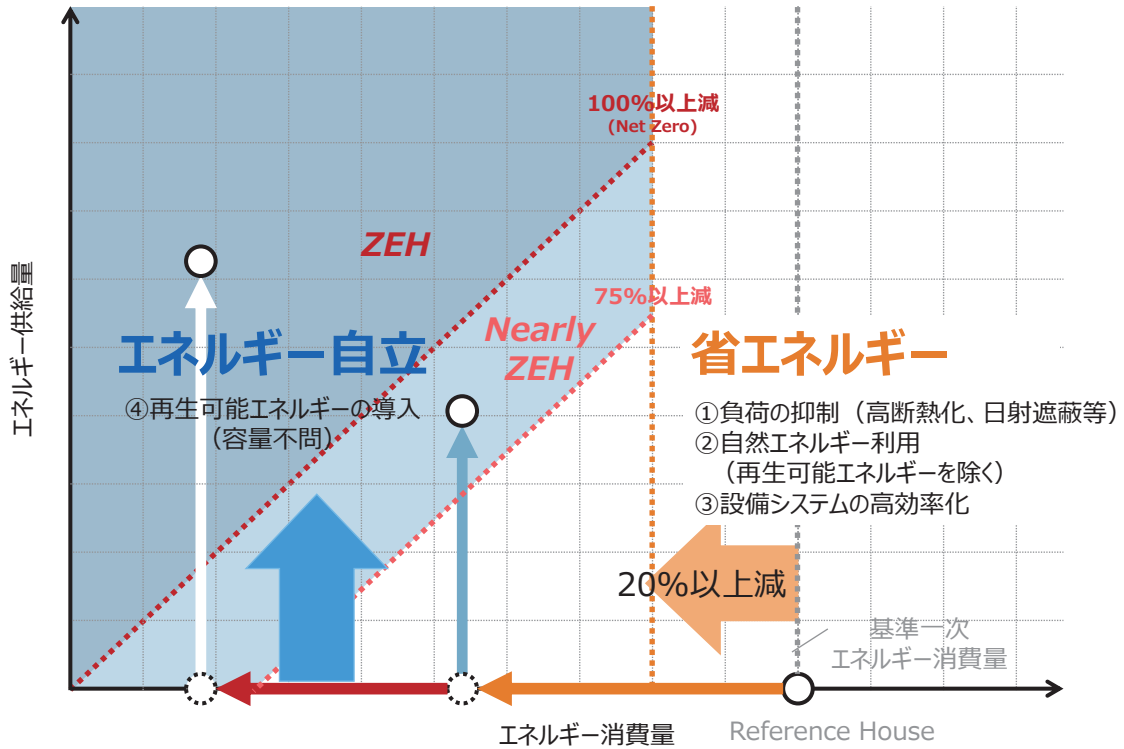 100%以上減
(Net Zero)
ZEH
75%以上減
Nearly
ZEH
エネルギー供給量
エネルギー自立
④再生可能エネルギーの導入
（容量不問）
省エネルギー
①負荷の抑制（高断熱化、日射遮蔽等）
②自然エネルギー利用
（再生可能エネルギーを除く）
③設備システムの高効率化
20%以上減
基準一次
エネルギー消費量
エネルギー消費量
Reference House